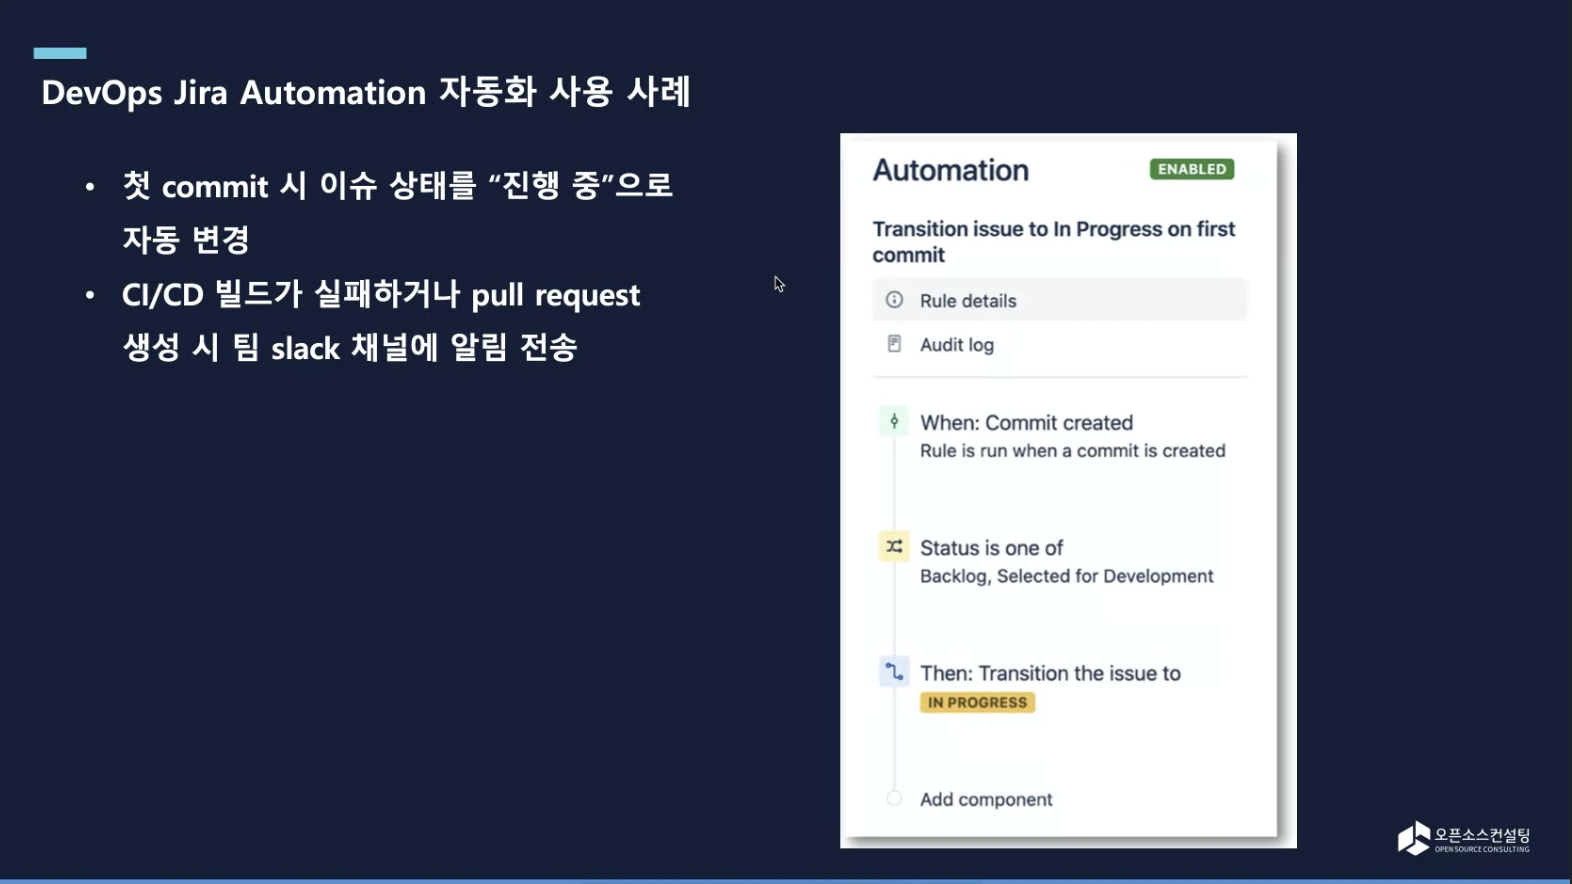 DevOps Jira Automation 자동화 사용 사례
• 첫 commit 시 이슈 상태를 “진행 중”으로
자동 변경
• CI/CD 빌드가 실패하거나 pull request
생성 시 팀 slack 채널에 알림 전송
Automation
ENABLED
Transition issue to In Progress on first
commit
Rule details
Audit log
When: Commit created
Rule is run when a commit is created
Status is one of
Backlog, Selected for Development
Then: Transition the issue to
IN PROGRESS
Add component
오픈소스컨설팅
OPEN SOURCE CONSULTING